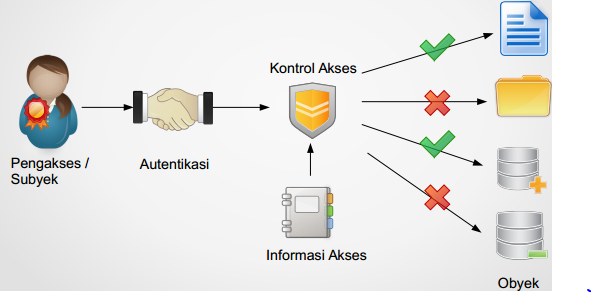 Kontrol Akses
Pengakses /
Subyek
Autentikasi
Informasi Akses
Obyek